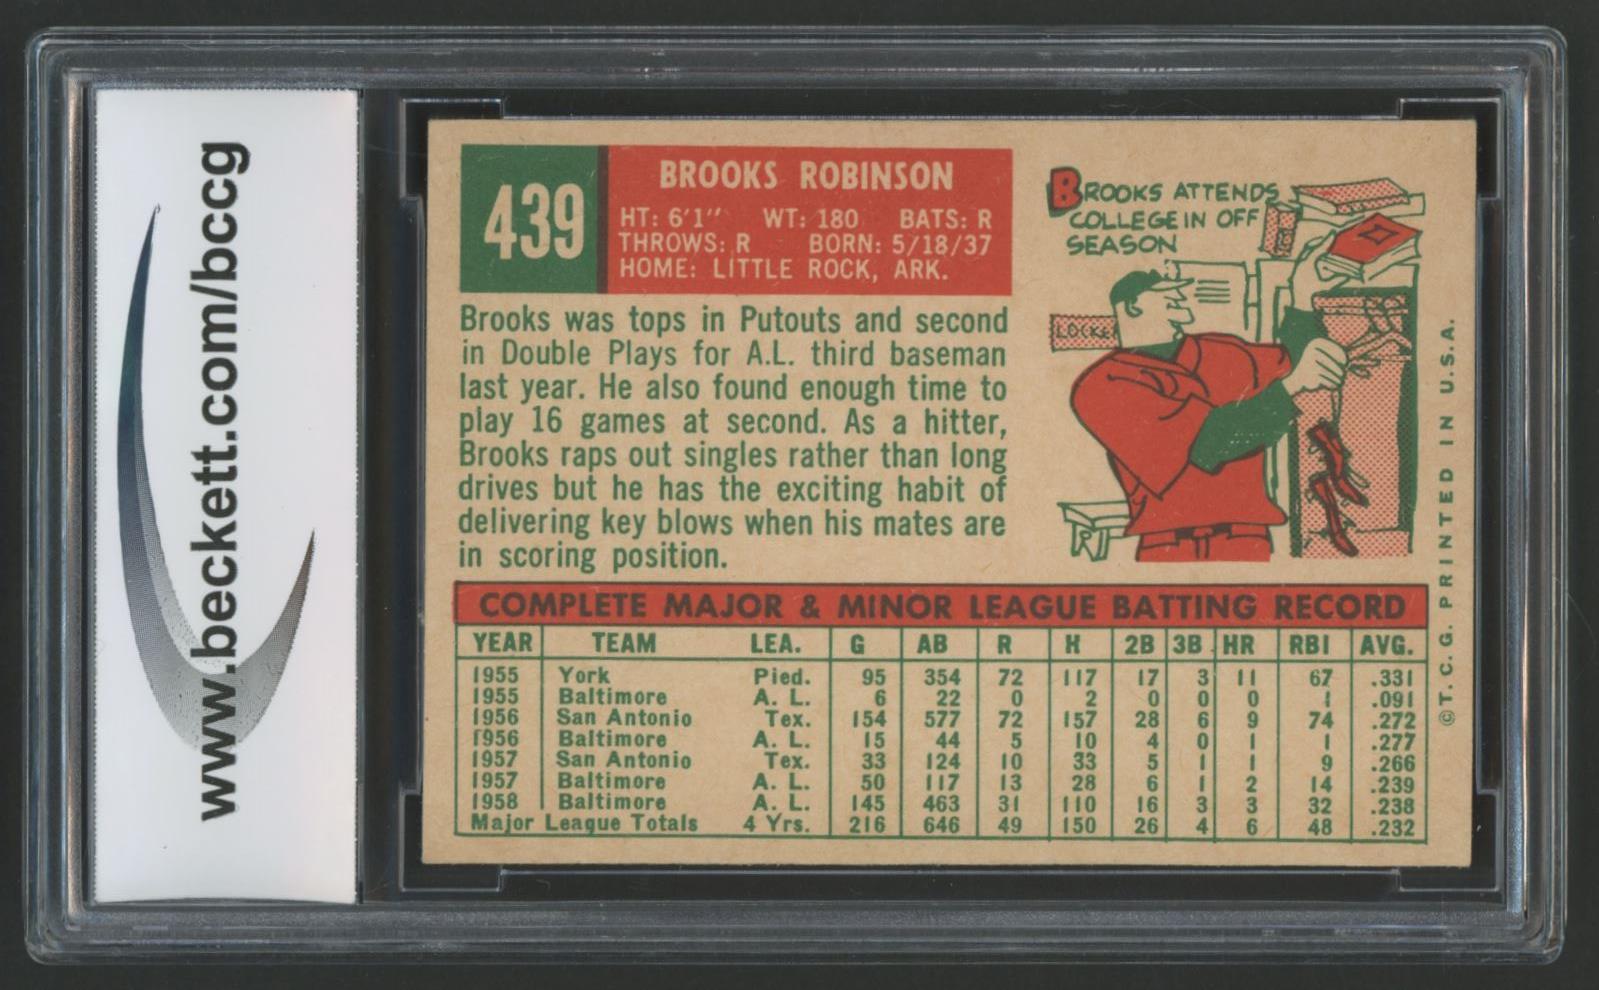 www.beckett.com/bccg
439
BROOKS ROBINSON
HT: 6'1" WT: 180 BATS: R
THROWS: R BORN: 5/18/37
HOME: LITTLE ROCK, ARK.
BROOKS ATTENDS
COLLEGE IN OFF
SEASON
LOCKER
Brooks was tops in Putouts and second
in Double Plays for A.L. third baseman
last year. He also found enough time to
play 16 games at second. As a hitter,
Brooks raps out singles rather than long
drives but he has the exciting habit of
delivering key blows when his mates are
in scoring position.
COMPLETE MAJOR & MINOR LEAGUE BATTING RECORD
YEAR TEAM LEA. G AB R H 2B 3B HR RBI AVG.
1955 York Pied. 95 354 72 117 17 3 11 67 .331
1955 Baltimore A. L. 6 22 0 2 0 0 0 1 .091
1956 San Antonio Tex. 154 577 72 157 28 6 9 74 .272
1956 Baltimore A. L. 15 44 5 10 4 0 1 1 .277
1957 San Antonio Tex. 33 124 10 33 5 1 1 9 .266
1957 Baltimore A. L. 50 117 13 28 6 1 2 14 .239
1958 Baltimore A. L. 145 463 31 110 16 3 3 32 .238
Major League Totals 4 Yrs. 216 646 49 150 26 4 6 48 .232
©T.C.G. PRINTED IN U.S.A.